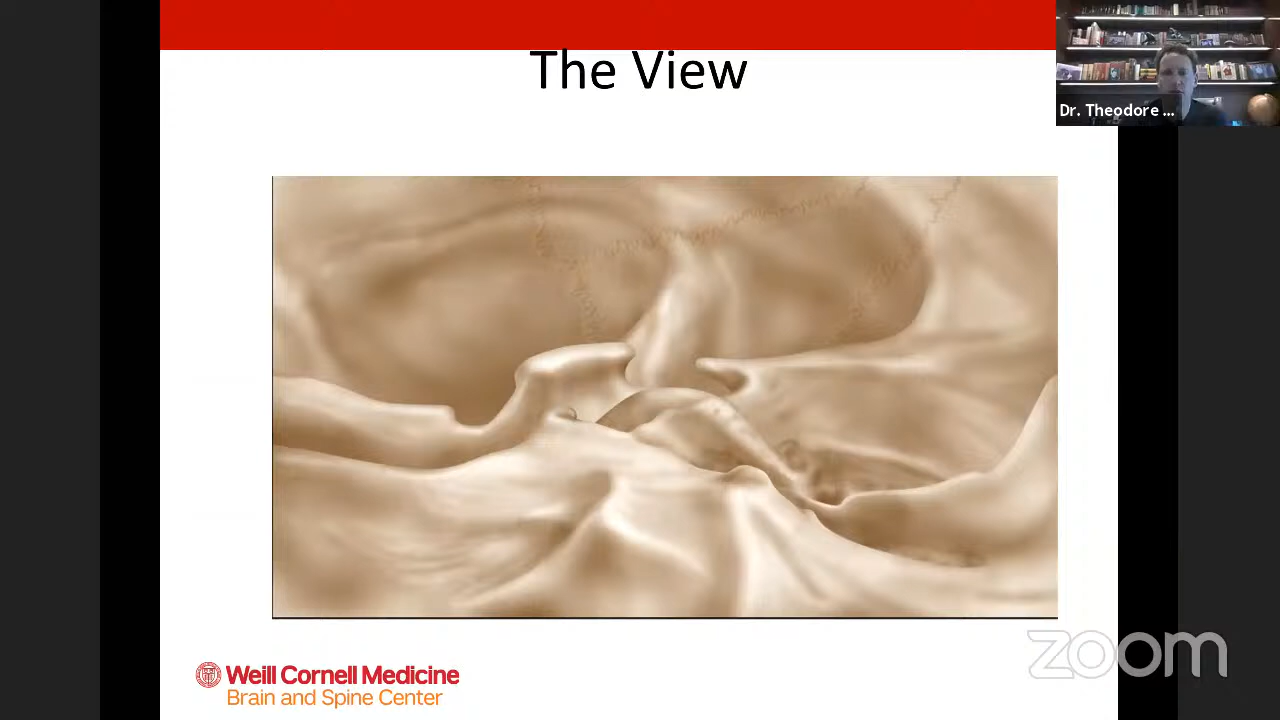 The View
Dr. Theodore ...
Weill Cornell Medicine
Brain and Spine Center
zoom